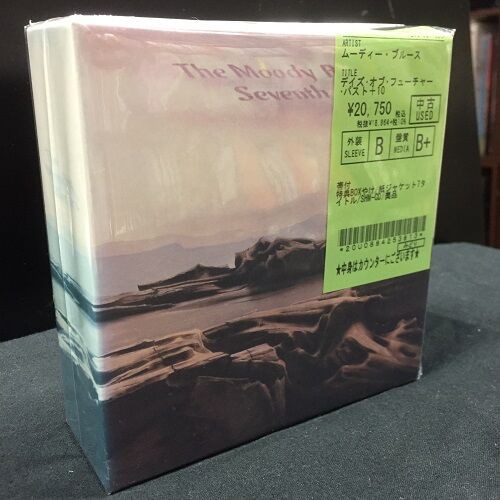 The Moody B
Seventh
ARTIST
ムーディー・ブルース
TITLE
デイズ・オブ・フューチャー
・パスト+10
¥20,750 税込
中古
USED
外装
SLEEVE
B
盤質
MEDIA
B+
帯付
特典BOXやけ 紙ジャケット7タ
イトル/SHM-CD/美品
★中身はカウンターにございます★